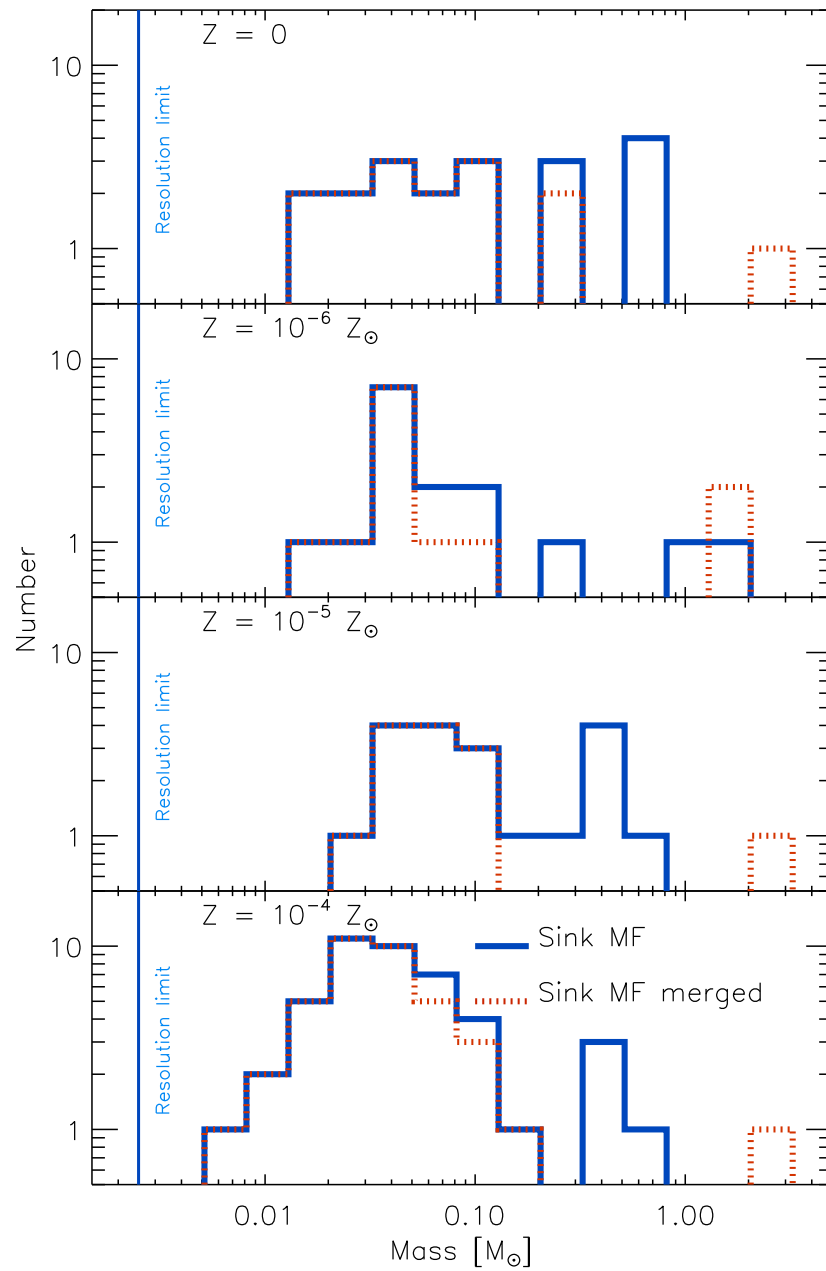 Z = 0
10
1
Resolution limit
Z = 10⁻⁶ Z☉
10
1
Resolution limit
Number
Z = 10⁻⁵ Z☉
10
1
Resolution limit
Z = 10⁻⁴ Z☉
10
1
Resolution limit
Sink MF
Sink MF merged
0.01 0.10 1.00
Mass [M☉]